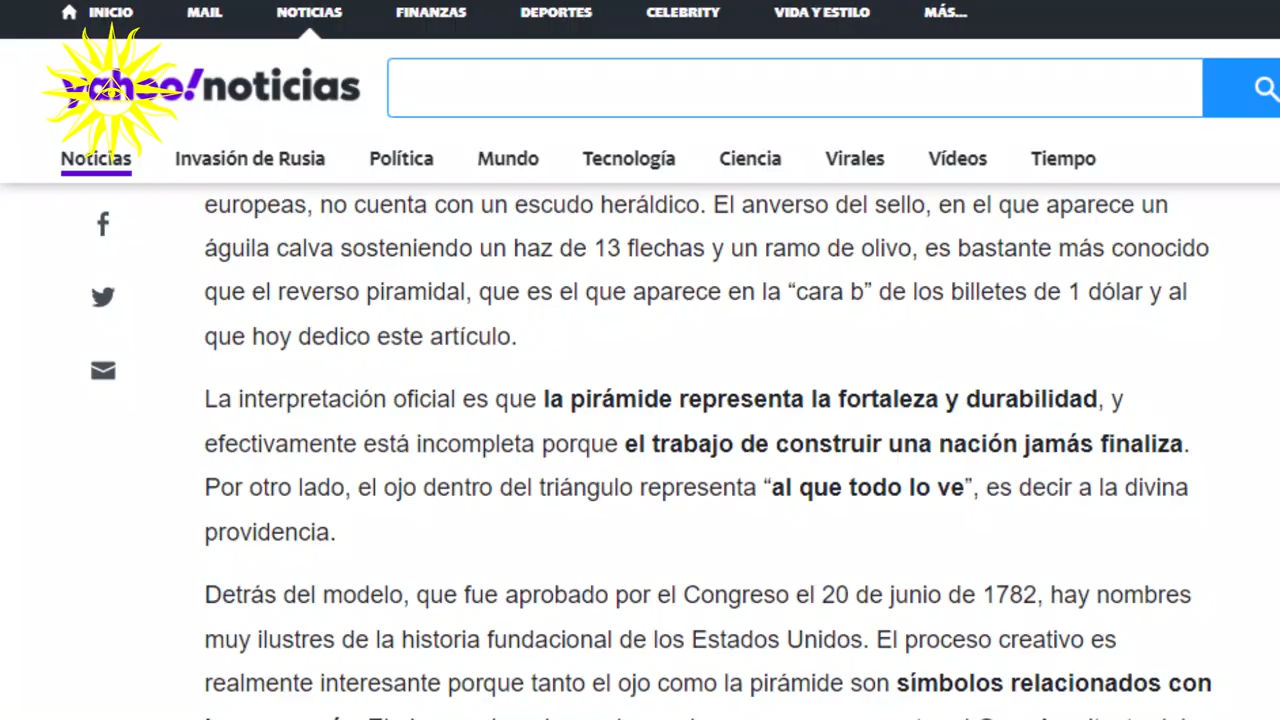 INICIO MAIL NOTICIAS FINANZAS DEPORTES CELEBRITY VIDA Y ESTILO MÁS...
yahoo!noticias
Noticias Invasión de Rusia Política Mundo Tecnología Ciencia Virales Vídeos Tiempo
europeas, no cuenta con un escudo heráldico. El anverso del sello, en el que aparece un
águila calva sosteniendo un haz de 13 flechas y un ramo de olivo, es bastante más conocido
que el reverso piramidal, que es el que aparece en la “cara b” de los billetes de 1 dólar y al
que hoy dedico este artículo.
La interpretación oficial es que la pirámide representa la fortaleza y durabilidad, y
efectivamente está incompleta porque el trabajo de construir una nación jamás finaliza.
Por otro lado, el ojo dentro del triángulo representa “al que todo lo ve”, es decir a la divina
providencia.
Detrás del modelo, que fue aprobado por el Congreso el 20 de junio de 1782, hay nombres
muy ilustres de la historia fundacional de los Estados Unidos. El proceso creativo es
realmente interesante porque tanto el ojo como la pirámide son símbolos relacionados con